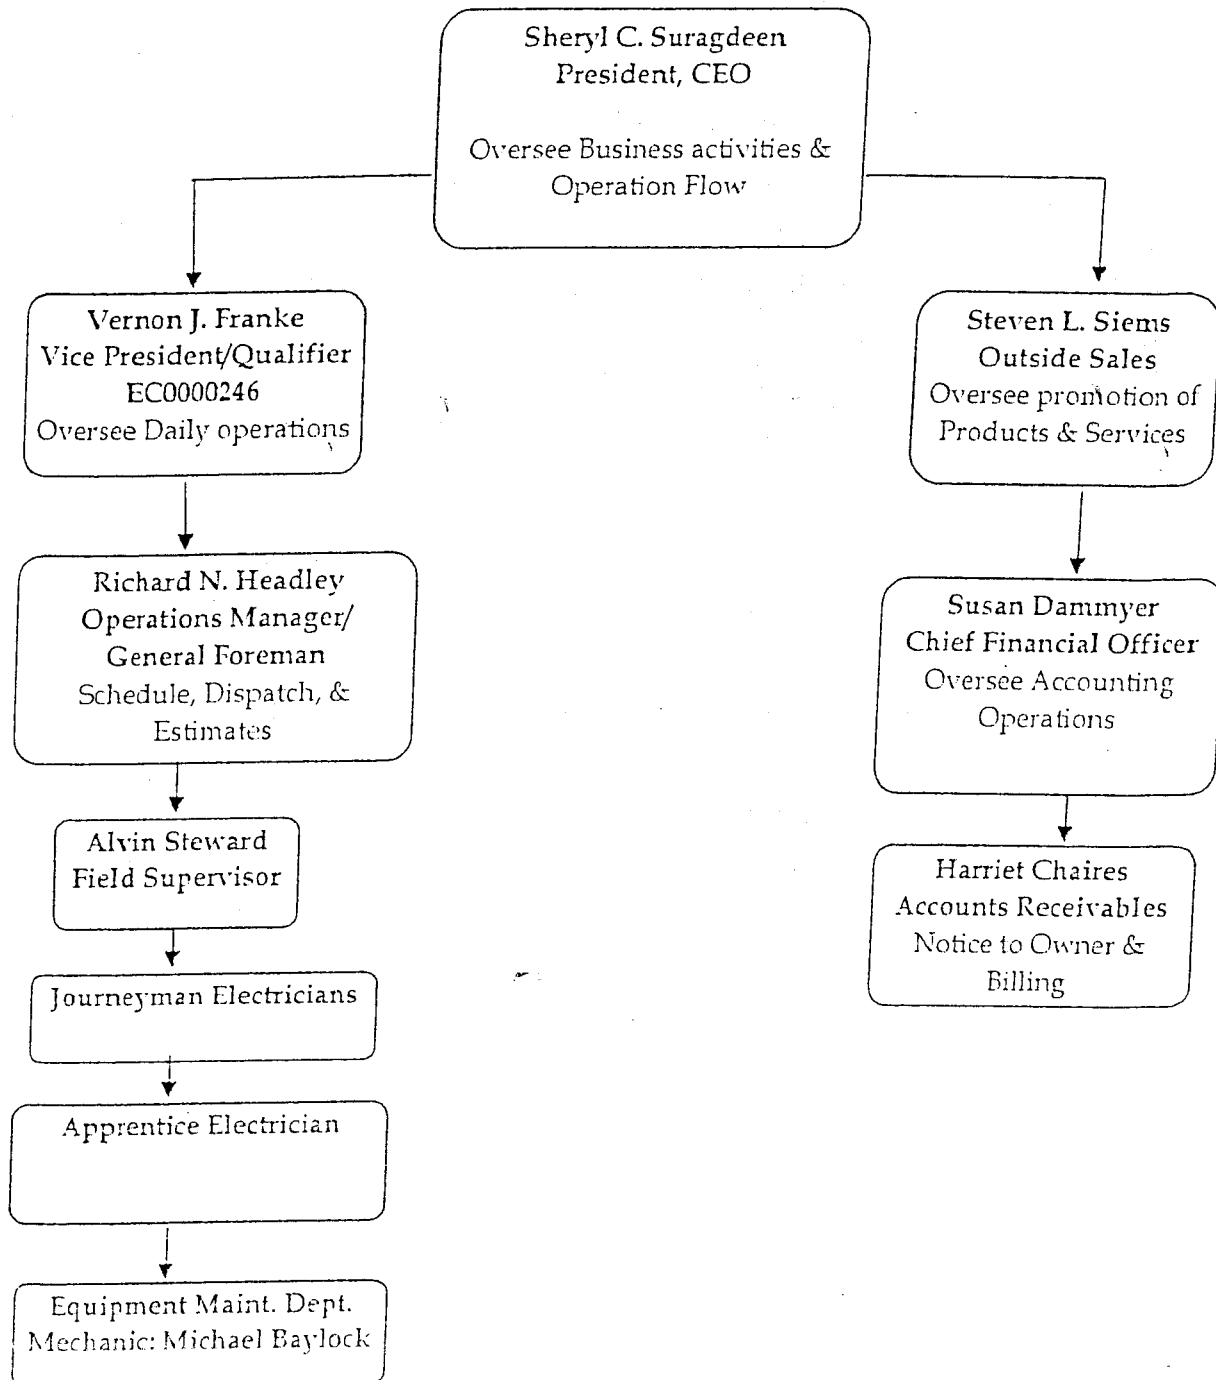 Sheryl C. Suragdeen
President, CEO
Oversee Business activities &
Operation Flow
Vernon J. Franke
Vice President/Qualifier
EC0000246
Oversee Daily operations
Steven L. Siems
Outside Sales
Oversee promotion of
Products & Services
Richard N. Headley
Operations Manager/
General Foreman
Schedule, Dispatch, &
Estimates
Susan Dammyer
Chief Financial Officer
Oversee Accounting
Operations
Alvin Steward
Field Supervisor
Harriet Chaires
Accounts Receivables
Notice to Owner &
Billing
Journeyman Electricians
Apprentice Electrician
Equipment Maint. Dept.
Mechanic: Michael Baylock